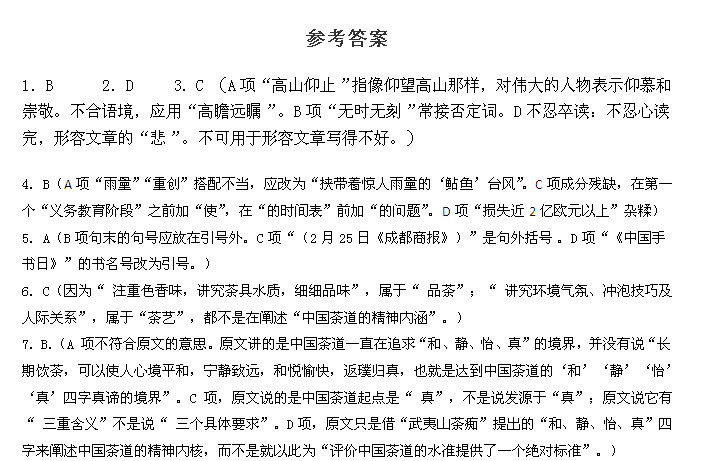 参考答案
1. B 2. D 3. C （A 项“高山仰止 ”指像仰望高山那样，对伟大的人物表示仰慕和
崇敬。不合语境，应用“高瞻远瞩 ”。B 项“无时无刻 ”常接否定词。D 不忍卒读：不忍心读
完，形容文章的“悲 ”。不可用于形容文章写得不好。）
4. B（A 项“雨量”“重创”搭配不当，应改为“挟带着惊人雨量的‘鲇鱼’台风”。C 项成分残缺，在第一
个“义务教育阶段”之前加“使”，在“的时间表”前加“的问题”。D 项“损失近 2 亿欧元以上”杂糅）
5. A（B 项句末的句号应放在引号外。C 项“（2 月 25 日《成都商报》）”是句外括号 。D 项“《中国手
书日》”的书名号改为引号。）
6. C（因为“ 注重色香味，讲究茶具水质，细细品味”，属于“ 品茶”；“ 讲究环境气氛、冲泡技巧及
人际关系”，属于“茶艺”，都不是在阐述“中国茶道的精神内涵”。）
7. B.（A 项不符合原文的意思。原文讲的是中国茶道一直在追求“和、静、怡、真”的境界，并没有说“长
期饮茶，可以使人心境平和，宁静致远，和悦愉快，返璞归真，也就是达到中国茶道的‘和’‘静’‘怡’
‘真’四字真谛的境界”。C 项，原文说的是中国茶道起点是“ 真”，不是说发源于“真”；原文说它有
“ 三重含义”不是说“ 三个具体要求”。D项，原文只是借“武夷山茶痴”提出的“和、静、怡、真”四
字来阐述中国茶道的精神内核，而不是就以此为“评价中国茶道的水准提供了一个绝对标准”。）